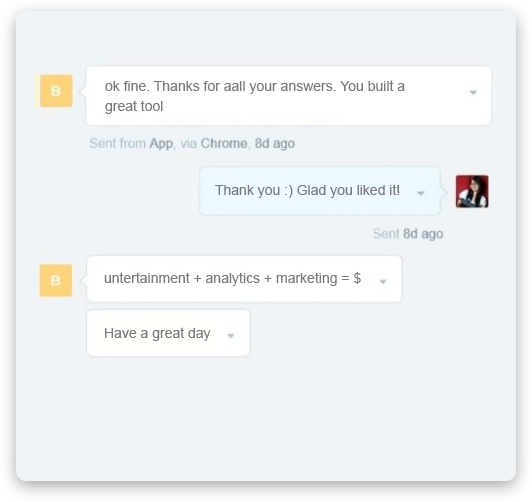 B
ok fine. Thanks for aall your answers. You built a
great tool
Sent from App, via Chrome, 8d ago
Thank you :) Glad you liked it!
Sent 8d ago
B
untertainment + analytics + marketing = $
Have a great day